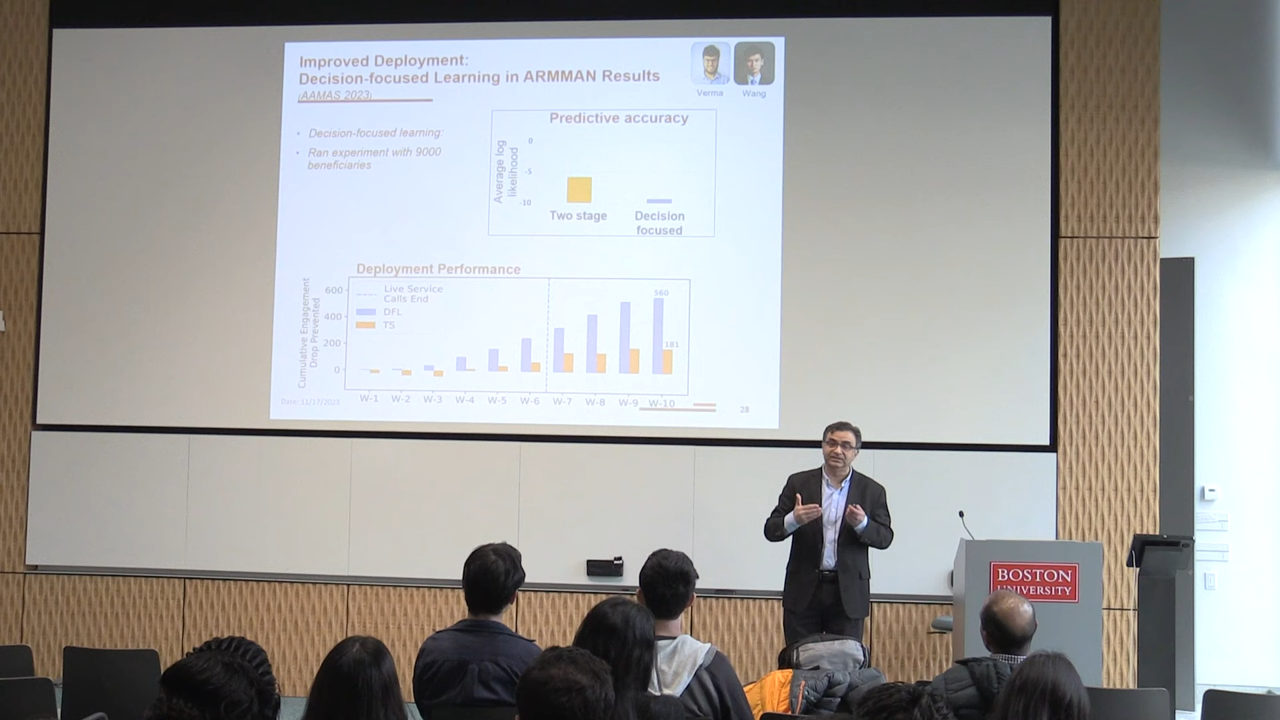 Improved Deployment:
Decision-focused Learning in ARMMAN Results
(AAMAS 2023)
Verma
Wang
• Decision-focused learning:
• Ran experiment with 9000
beneficiaries
Predictive accuracy
Average log
likelihood
0
-5
-10
Two stage
Decision
focused
Deployment Performance
Cumulative Engagement
Drop Prevented
600
400
200
0
Live Service
Calls End
DFL
TS
560
181
W-1
W-2
W-3
W-4
W-5
W-6
W-7
W-8
W-9
W-10
Date: 11/17/2023
28
BOSTON
UNIVERSITY